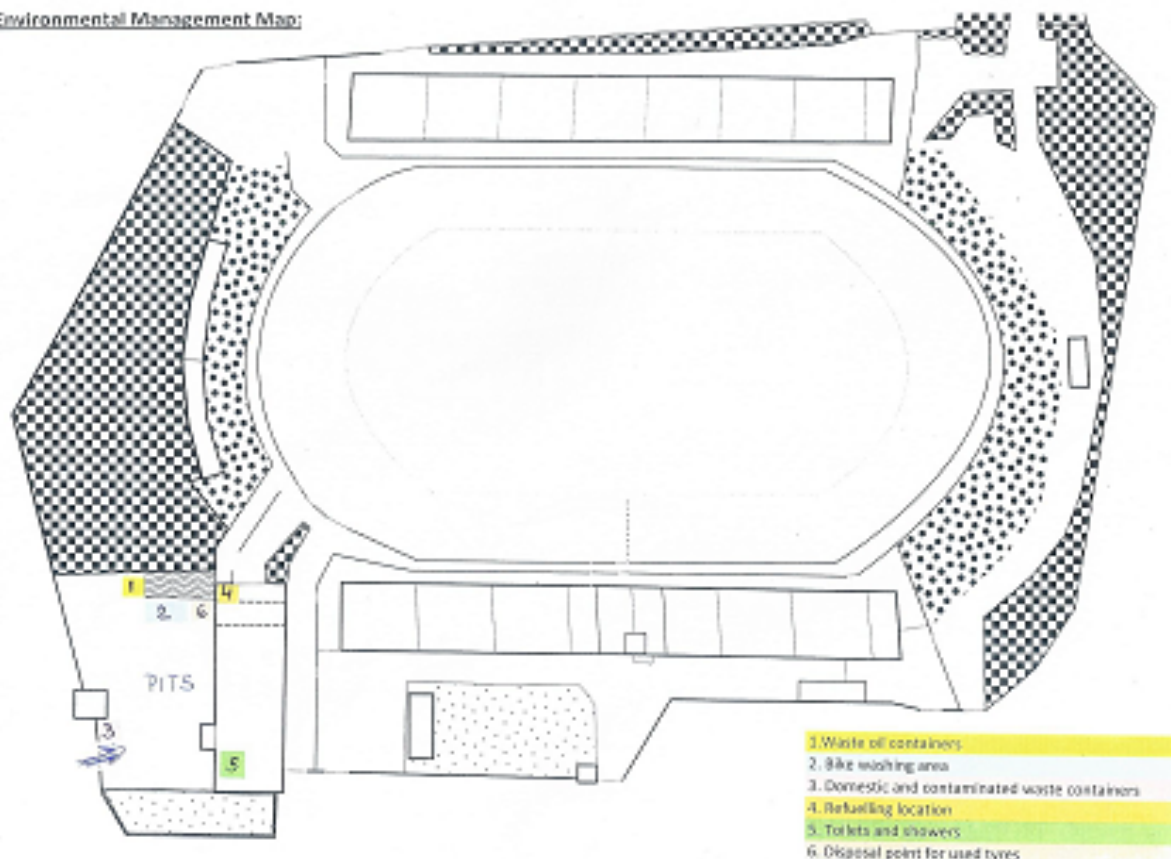 Environmental Management Map:
1
4
2 6
PITS
3
5
1. Waste oil containers
2. Bike washing area
3. Domestic and contaminated waste containers
4. Refuelling location
5. Toilets and showers
6. Disposal point for used tyres